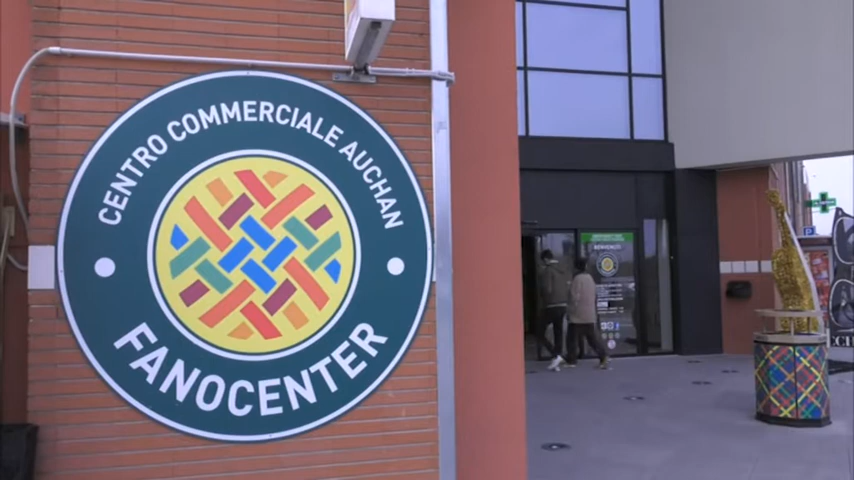 CENTRO COMMERCIALE AUCHAN
FANOCENTER
BENVENUTI
P